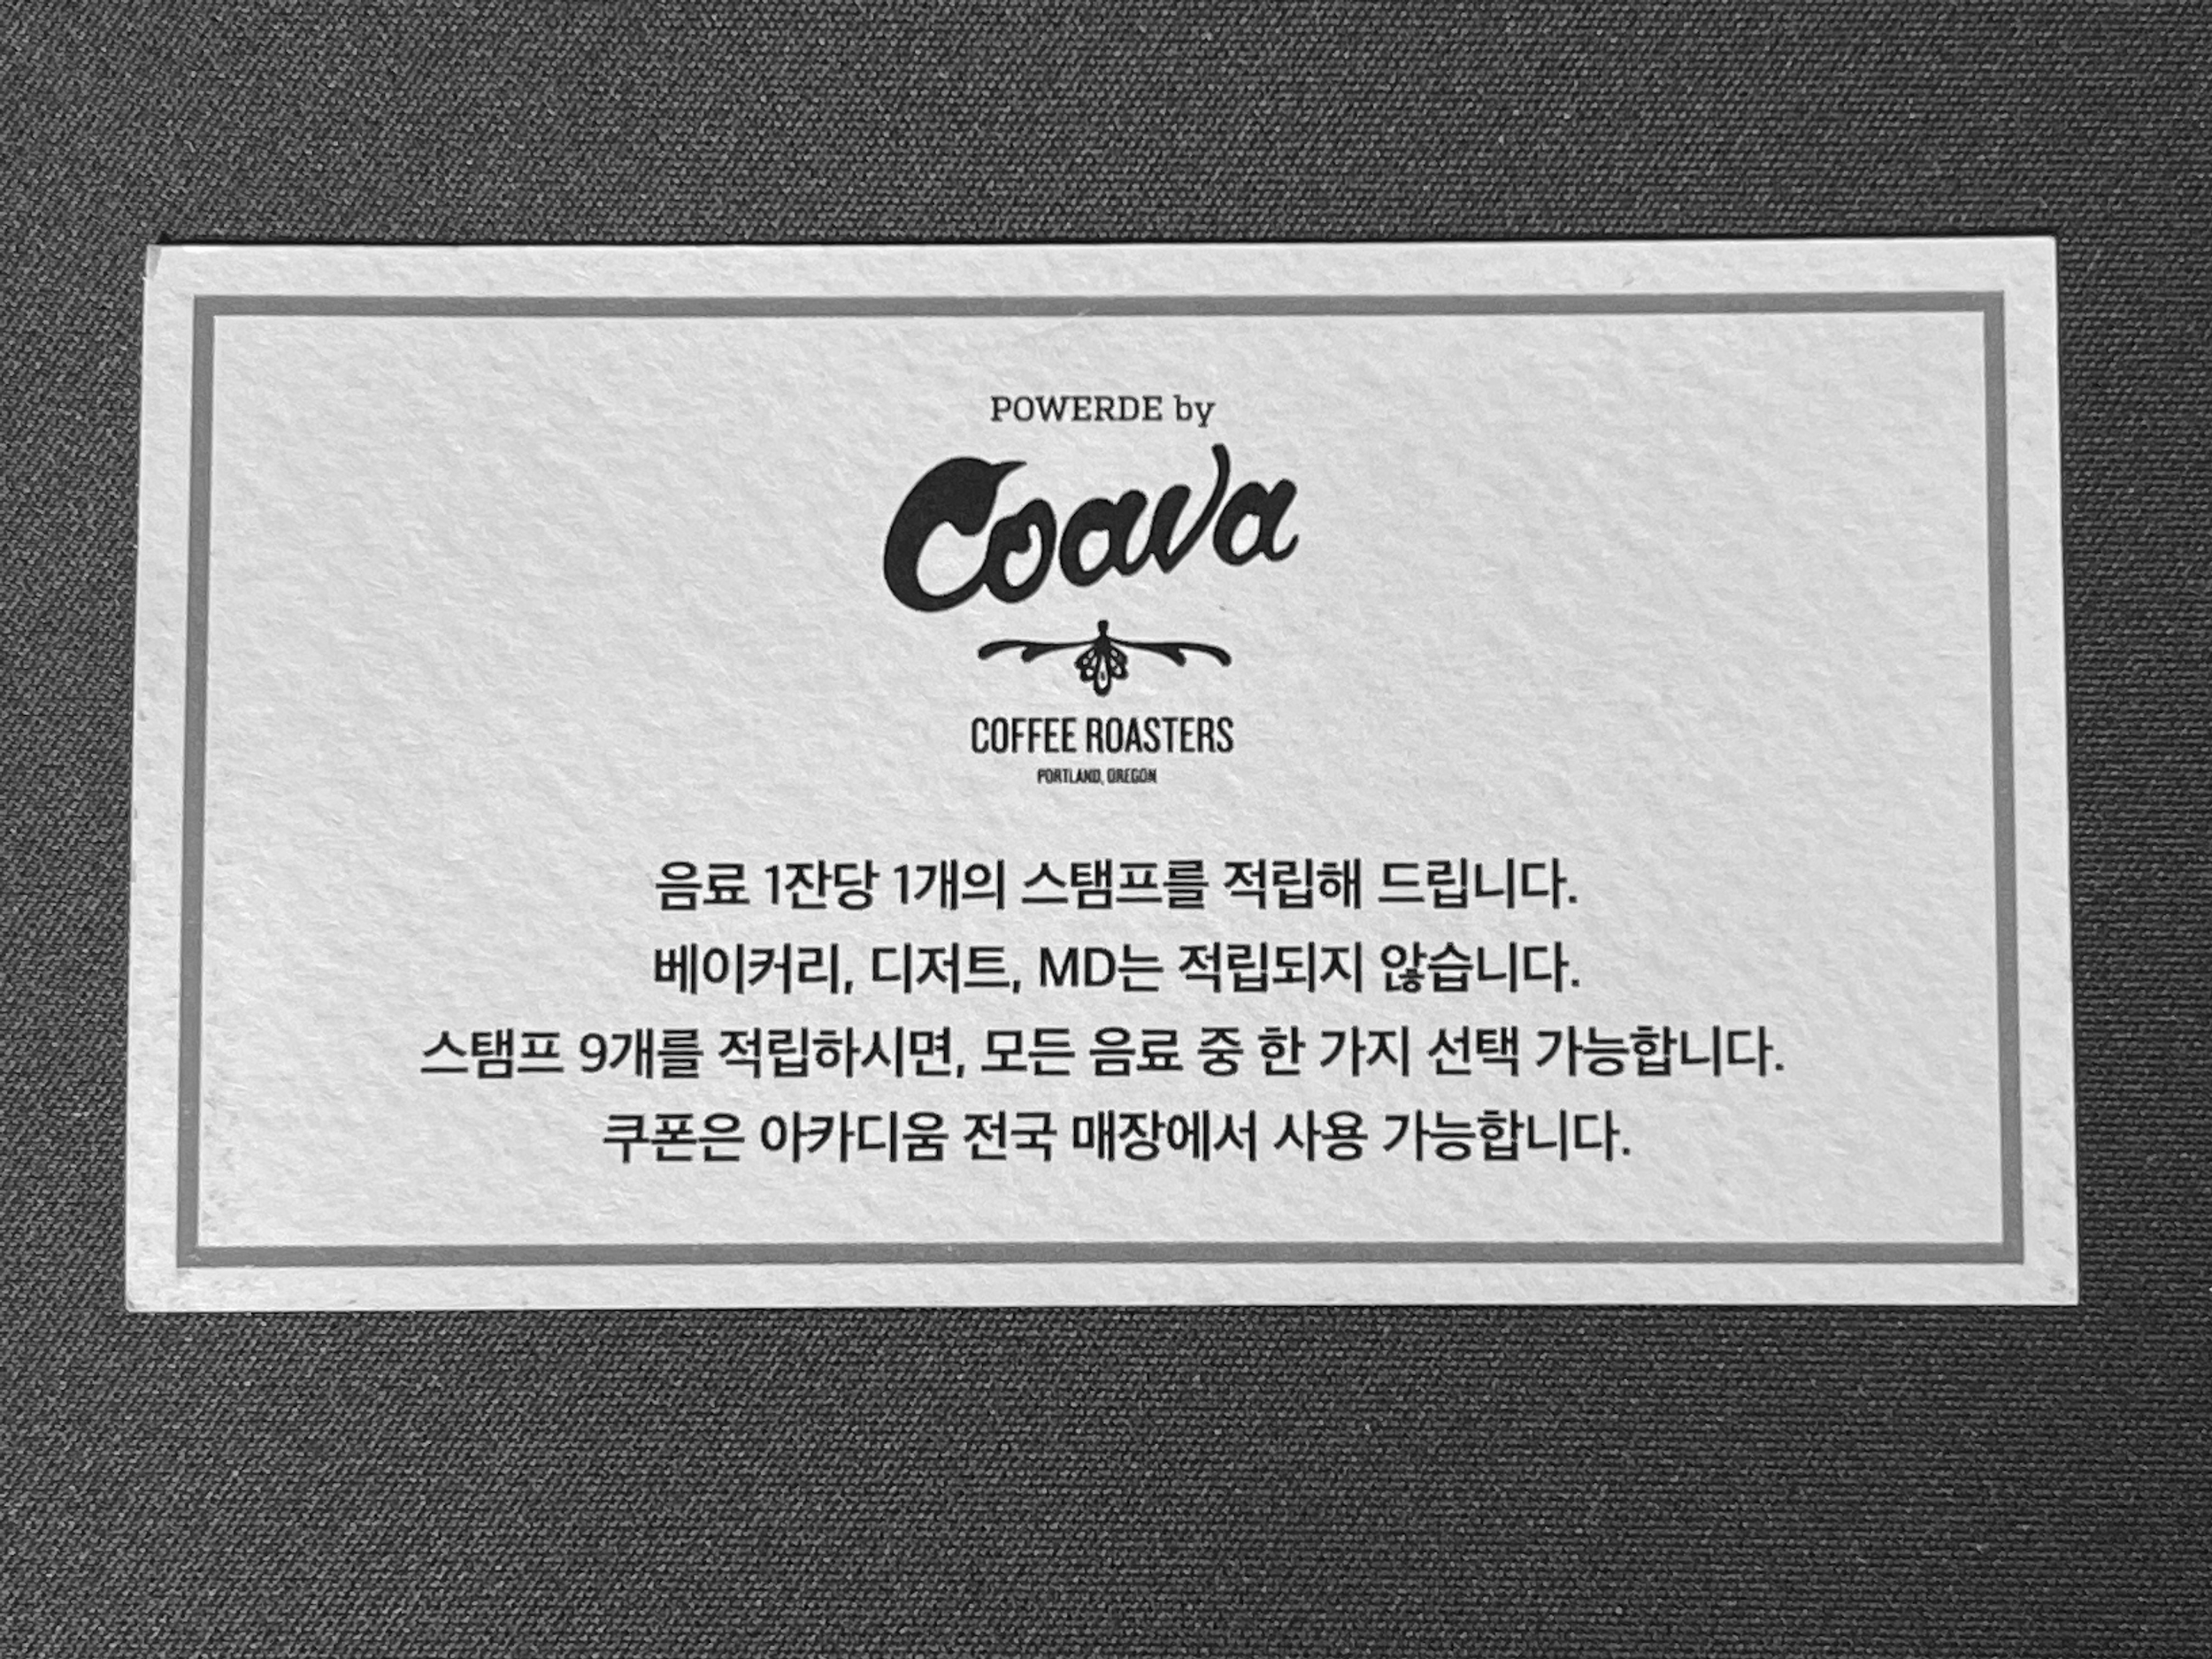 POWERDE by
Coava
COFFEE ROASTERS
PORTLAND, OREGON
음료 1잔당 1개의 스탬프를 적립해 드립니다.
베이커리, 디저트, MD는 적립되지 않습니다.
스탬프 9개를 적립하시면, 모든 음료 중 한 가지 선택 가능합니다.
쿠폰은 아카디움 전국 매장에서 사용 가능합니다.